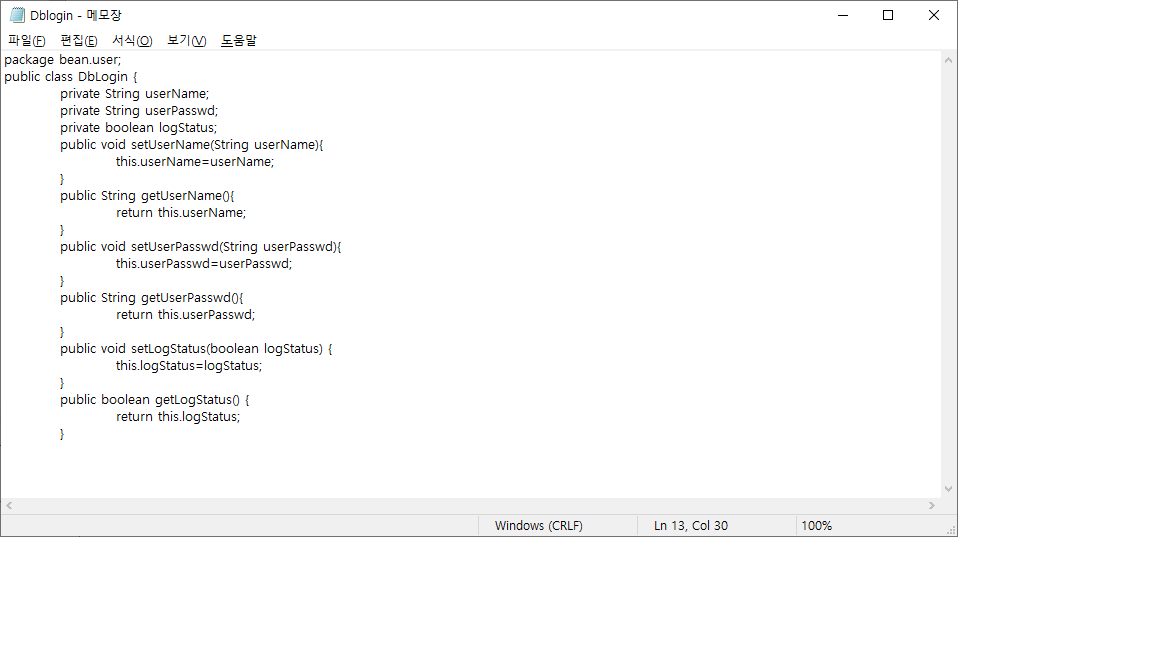 Dblogin - 메모장
파일(F) 편집(E) 서식(O) 보기(V) 도움말
package bean.user;
public class DbLogin {
private String userName;
private String userPasswd;
private boolean logStatus;
public void setUserName(String userName){
this.userName=userName;
}
public String getUserName(){
return this.userName;
}
public void setUserPasswd(String userPasswd){
this.userPasswd=userPasswd;
}
public String getUserPasswd(){
return this.userPasswd;
}
public void setLogStatus(boolean logStatus) {
this.logStatus=logStatus;
}
public boolean getLogStatus() {
return this.logStatus;
}
Windows (CRLF) Ln 13, Col 30 100%